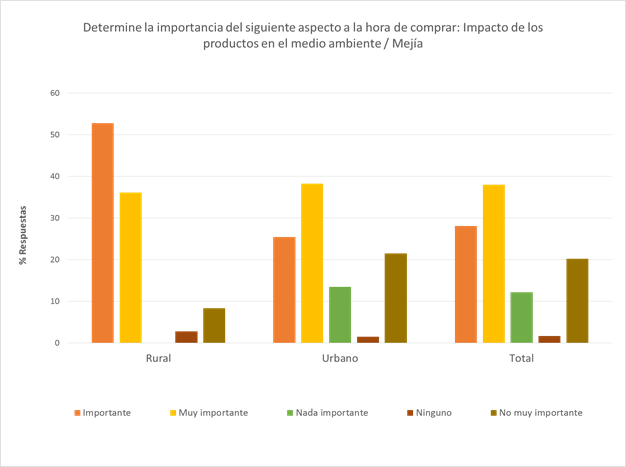 Determine la importancia del siguiente aspecto a la hora de comprar: Impacto de los
productos en el medio ambiente / Mejía
60
50
40
30
20
10
0
% Respuestas
Rural
Urbano
Total
Importante
Muy importante
Nada importante
Ninguno
No muy importante